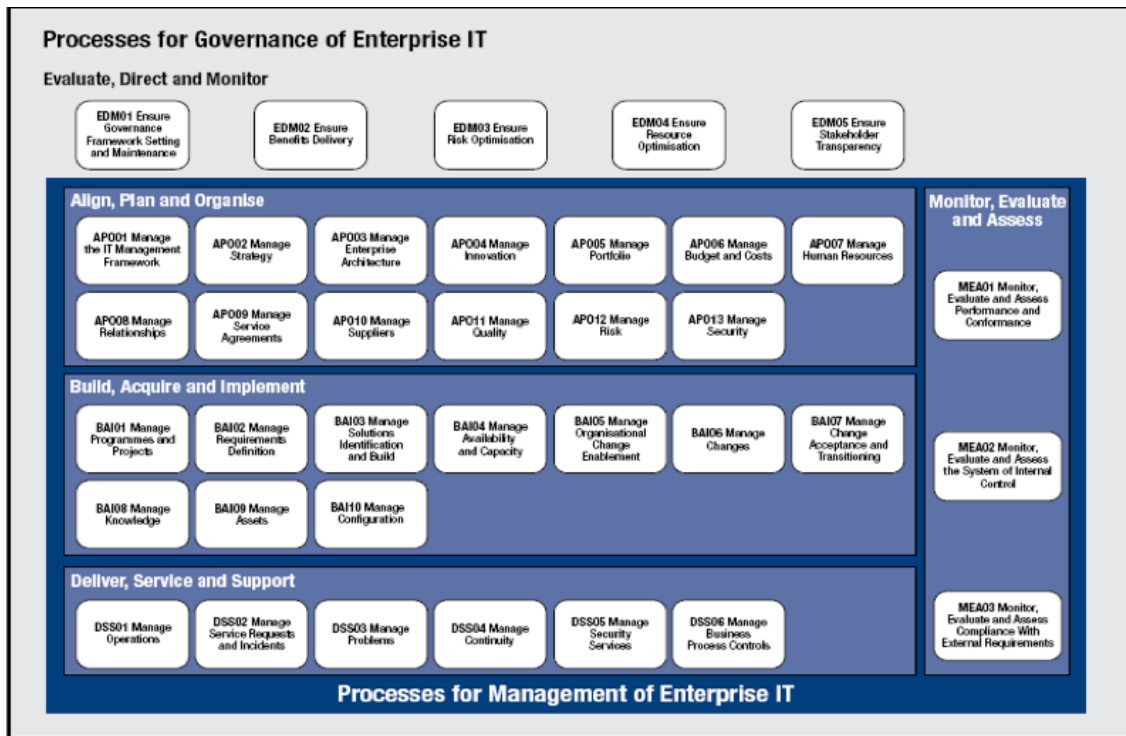 Processes for Governance of Enterprise IT
Evaluate, Direct and Monitor
EDM01 Ensure
Governance
Framework Setting
and Maintenance
EDM02 Ensure
Benefits Delivery
EDM03 Ensure
Risk Optimisation
EDM04 Ensure
Resource
Optimisation
EDM05 Ensure
Stakeholder
Transparency
Align, Plan and Organise
APO01 Manage
the IT Management
Framework
APO02 Manage
Strategy
APO03 Manage
Enterprise
Architecture
APO04 Manage
Innovation
APO05 Manage
Portfolio
APO06 Manage
Budget and Costs
APO07 Manage
Human Resources
APO08 Manage
Relationships
APO09 Manage
Service
Agreements
APO10 Manage
Suppliers
APO11 Manage
Quality
APO12 Manage
Risk
APO13 Manage
Security
Build, Acquire and Implement
BAI01 Manage
Programmes and
Projects
BAI02 Manage
Requirements
Definition
BAI03 Manage
Solutions
Identification
and Build
BAI04 Manage
Availability
and Capacity
BAI05 Manage
Organisational
Change
Enablement
BAI06 Manage
Changes
BAI07 Manage
Change
Acceptance and
Transitioning
BAI08 Manage
Knowledge
BAI09 Manage
Assets
BAI10 Manage
Configuration
Deliver, Service and Support
DSS01 Manage
Operations
DSS02 Manage
Service Requests
and Incidents
DSS03 Manage
Problems
DSS04 Manage
Continuity
DSS05 Manage
Security
Services
DSS06 Manage
Business
Process Controls
Monitor, Evaluate
and Assess
MEA01 Monitor,
Evaluate and Assess
Performance and
Conformance
MEA02 Monitor,
Evaluate and Assess
the System of Internal
Control
MEA03 Monitor,
Evaluate and Assess
Compliance With
External Requirements
Processes for Management of Enterprise IT